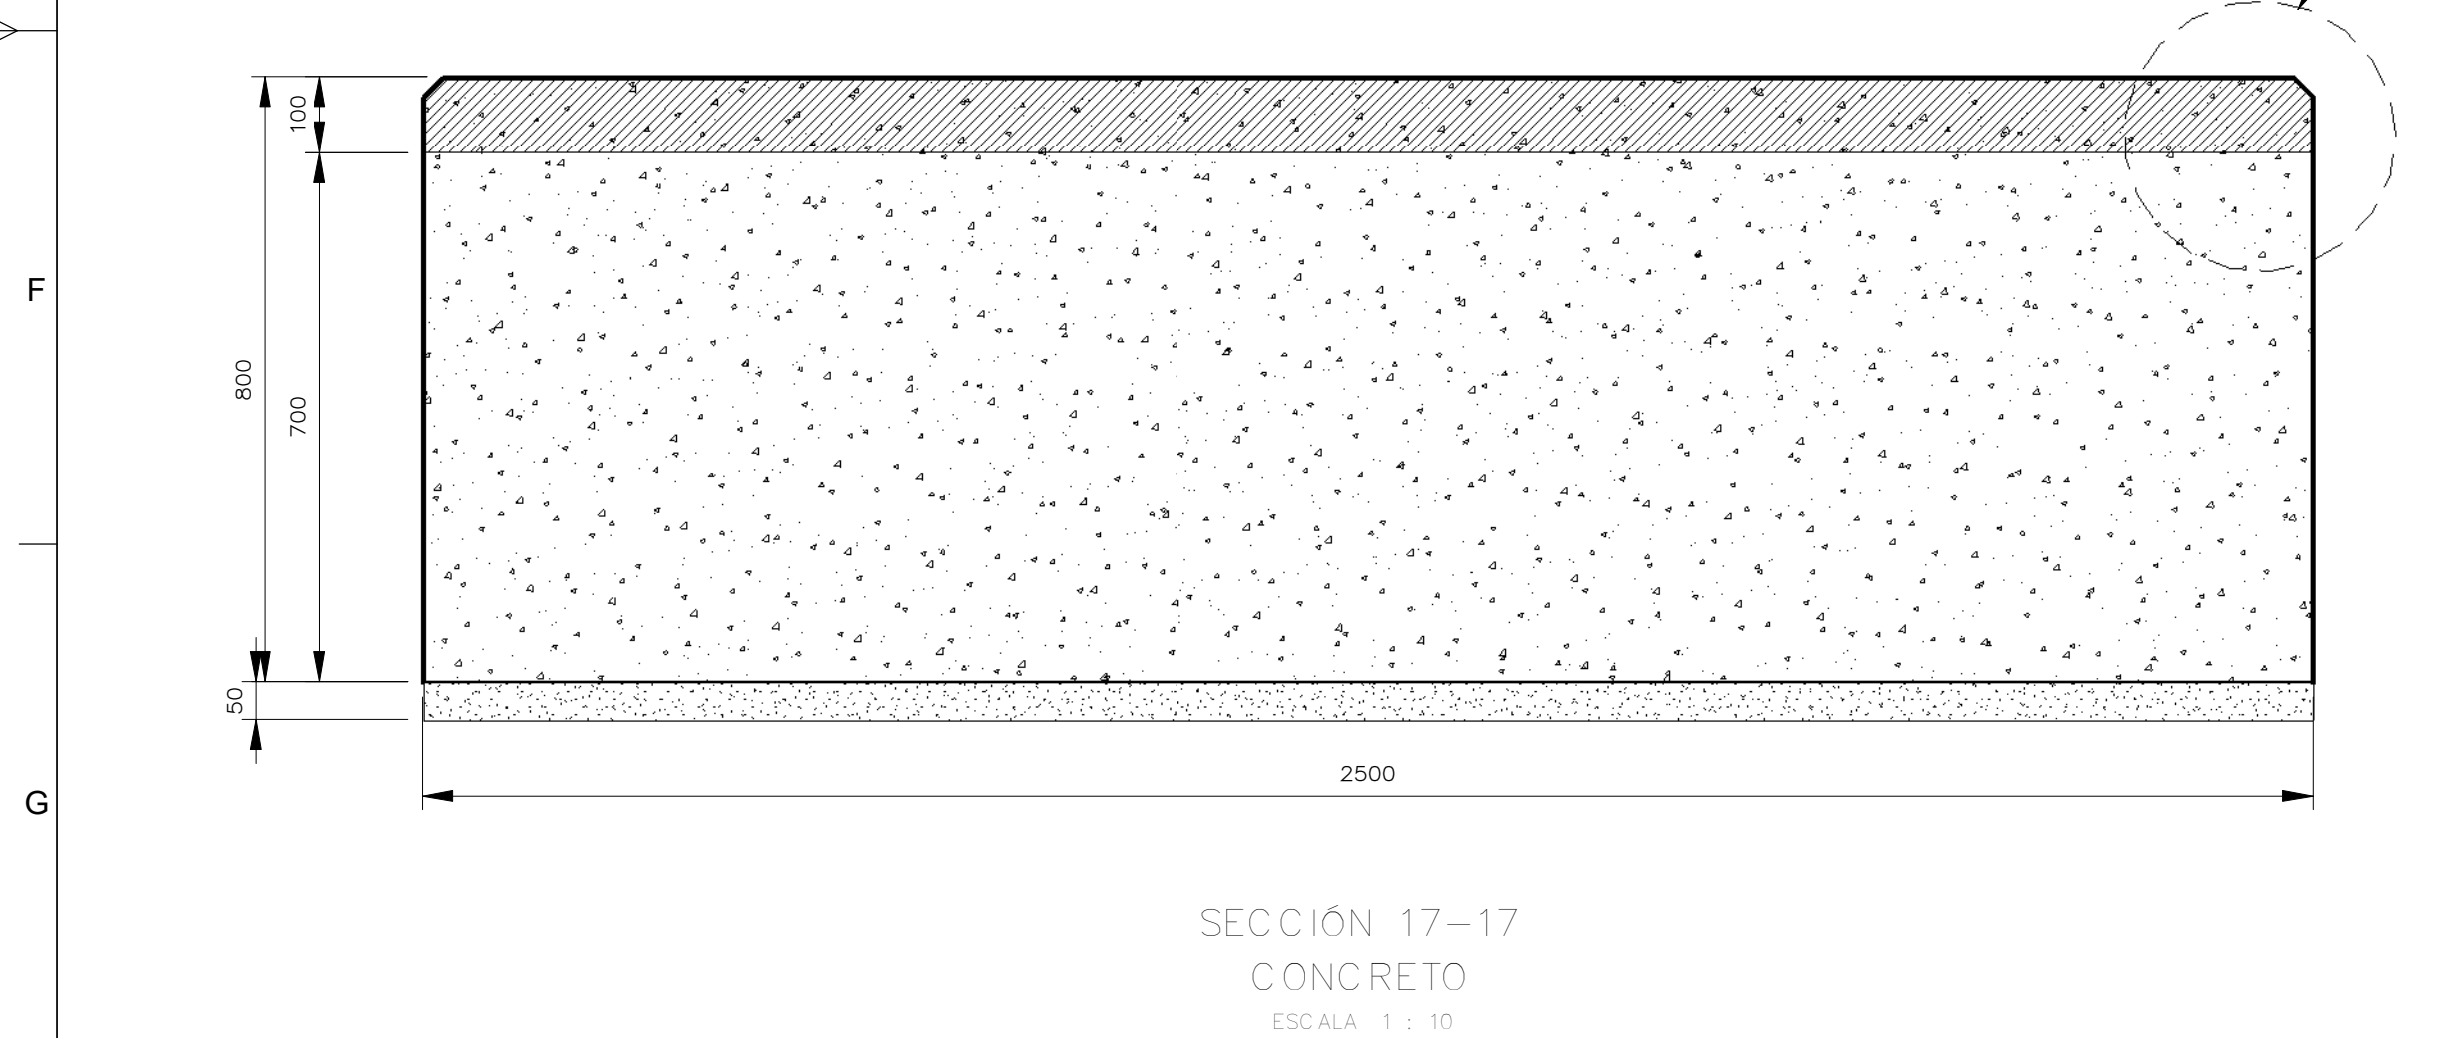 100
F
800
700
50
2500
G
SECCIÓN 17-17
CONCRETO
ESCALA 1 : 10